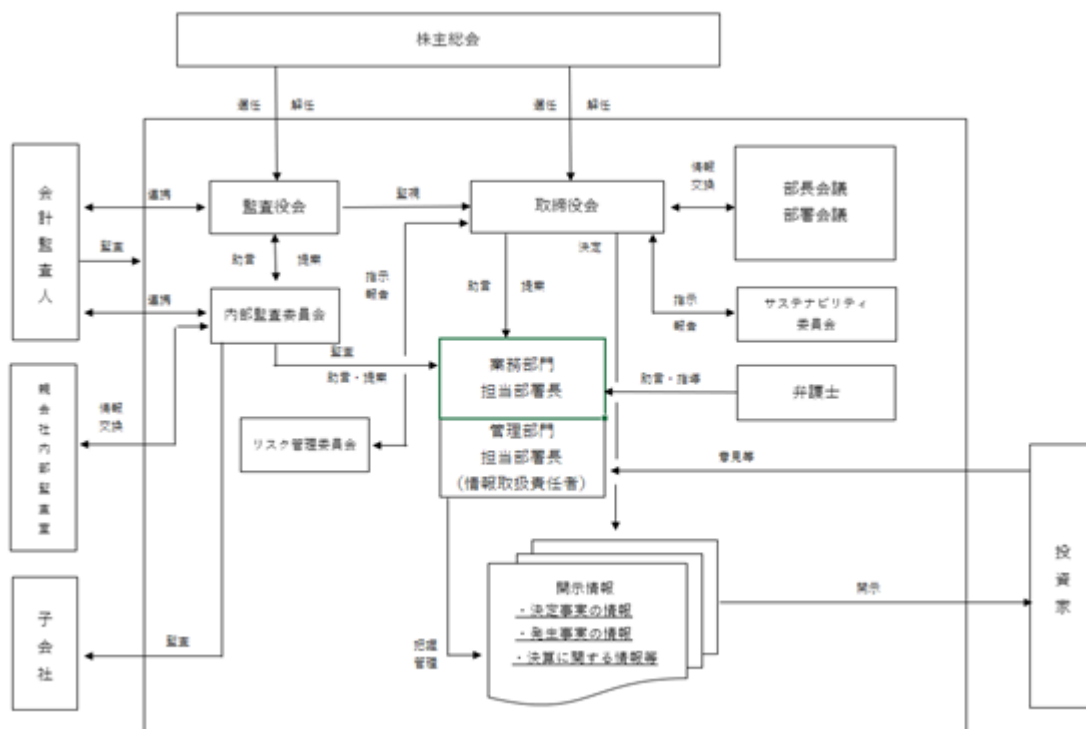 株主総会
選任 解任
選任 解任
会計監査人
連携
監査役会
監視
取締役会
情報
交換
部長会議
部署会議
監査
助言 提案
指示
報告
助言 提案
決定
連携
内部監査委員会
指示
報告
サステナビリティ
委員会
監査
助言・提案
業務部門
担当部署長
助言・指導
弁護士
親会社内部監査室
情報
交換
リスク管理委員会
管理部門
担当部署長
(情報取扱責任者)
意見等
投資家
開示情報
・決定事実の情報
・発生事実の情報
・決算に関する情報等
開示
子会社
監査
把握
管理